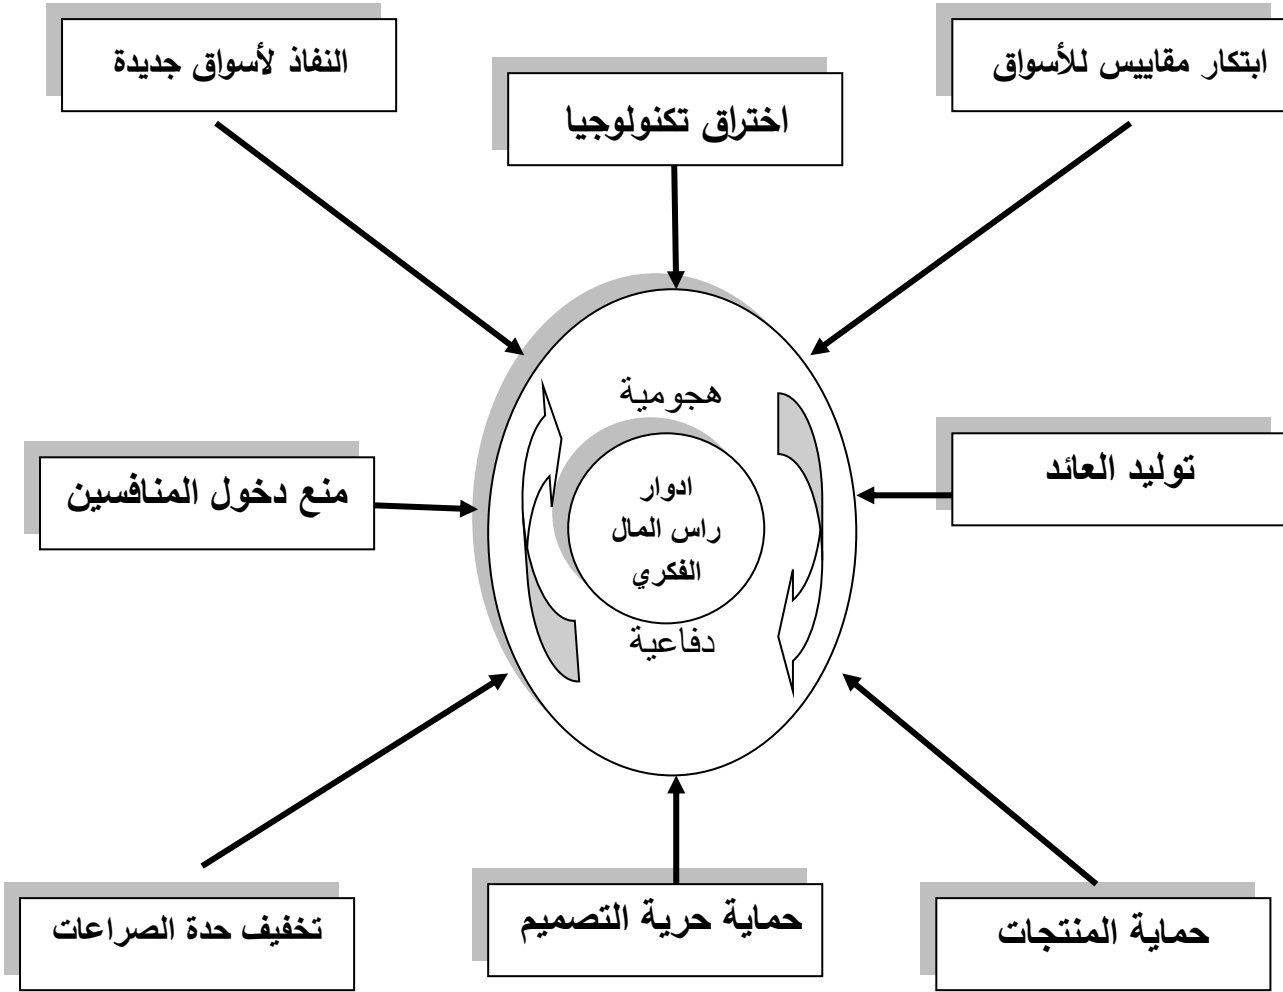 ابتكار مقاييس للأسواق
اختراق تكنولوجيا
النفاذ لأسواق جديدة
هجومية
توليد العائد
ادوار
راس المال
الفكري
منع دخول المنافسين
دفاعية
حماية المنتجات
حماية حرية التصميم
تخفيف حدة الصراعات